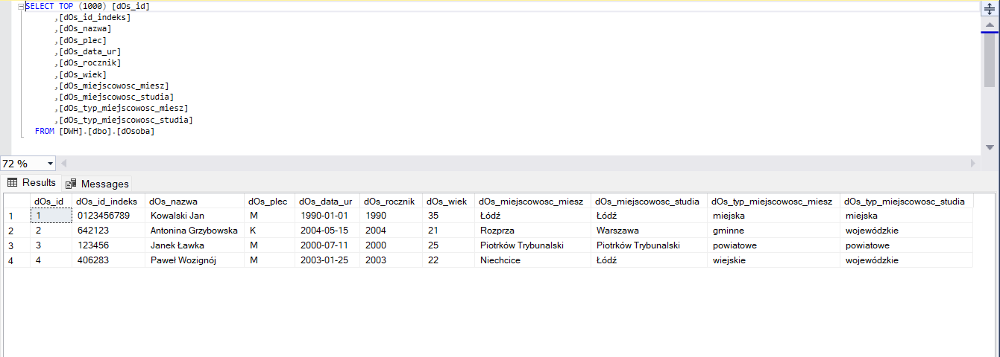 SELECT TOP (1000) [dOs_id]
,[dOs_id_indeks]
,[dOs_nazwa]
,[dOs_plec]
,[dOs_data_ur]
,[dOs_rocznik]
,[dOs_wiek]
,[dOs_miejscowosc_miesz]
,[dOs_miejscowosc_studia]
,[dOs_typ_miejscowosc_miesz]
,[dOs_typ_miejscowosc_studia]
FROM [DWH].[dbo].[dOsoba]
72 %
Results Messages
dOs_id dOs_id_indeks dOs_nazwa dOs_plec dOs_data_ur dOs_rocznik dOs_wiek dOs_miejscowosc_miesz dOs_miejscowosc_studia dOs_typ_miejscowosc_miesz dOs_typ_miejscowosc_studia
1 1 0123456789 Kowalski Jan M 1990-01-01 1990 35 Łódź Łódź miejska miejska
2 2 642123 Antonina Grzybowska K 2004-05-15 2004 21 Rozprza Warszawa gminne wojewódzkie
3 3 123456 Janek Ławka M 2000-07-11 2000 25 Piotrków Trybunalski Piotrków Trybunalski powiatowe powiatowe
4 4 406283 Paweł Wozignój M 2003-01-25 2003 22 Niechcice Łódź wiejskie wojewódzkie